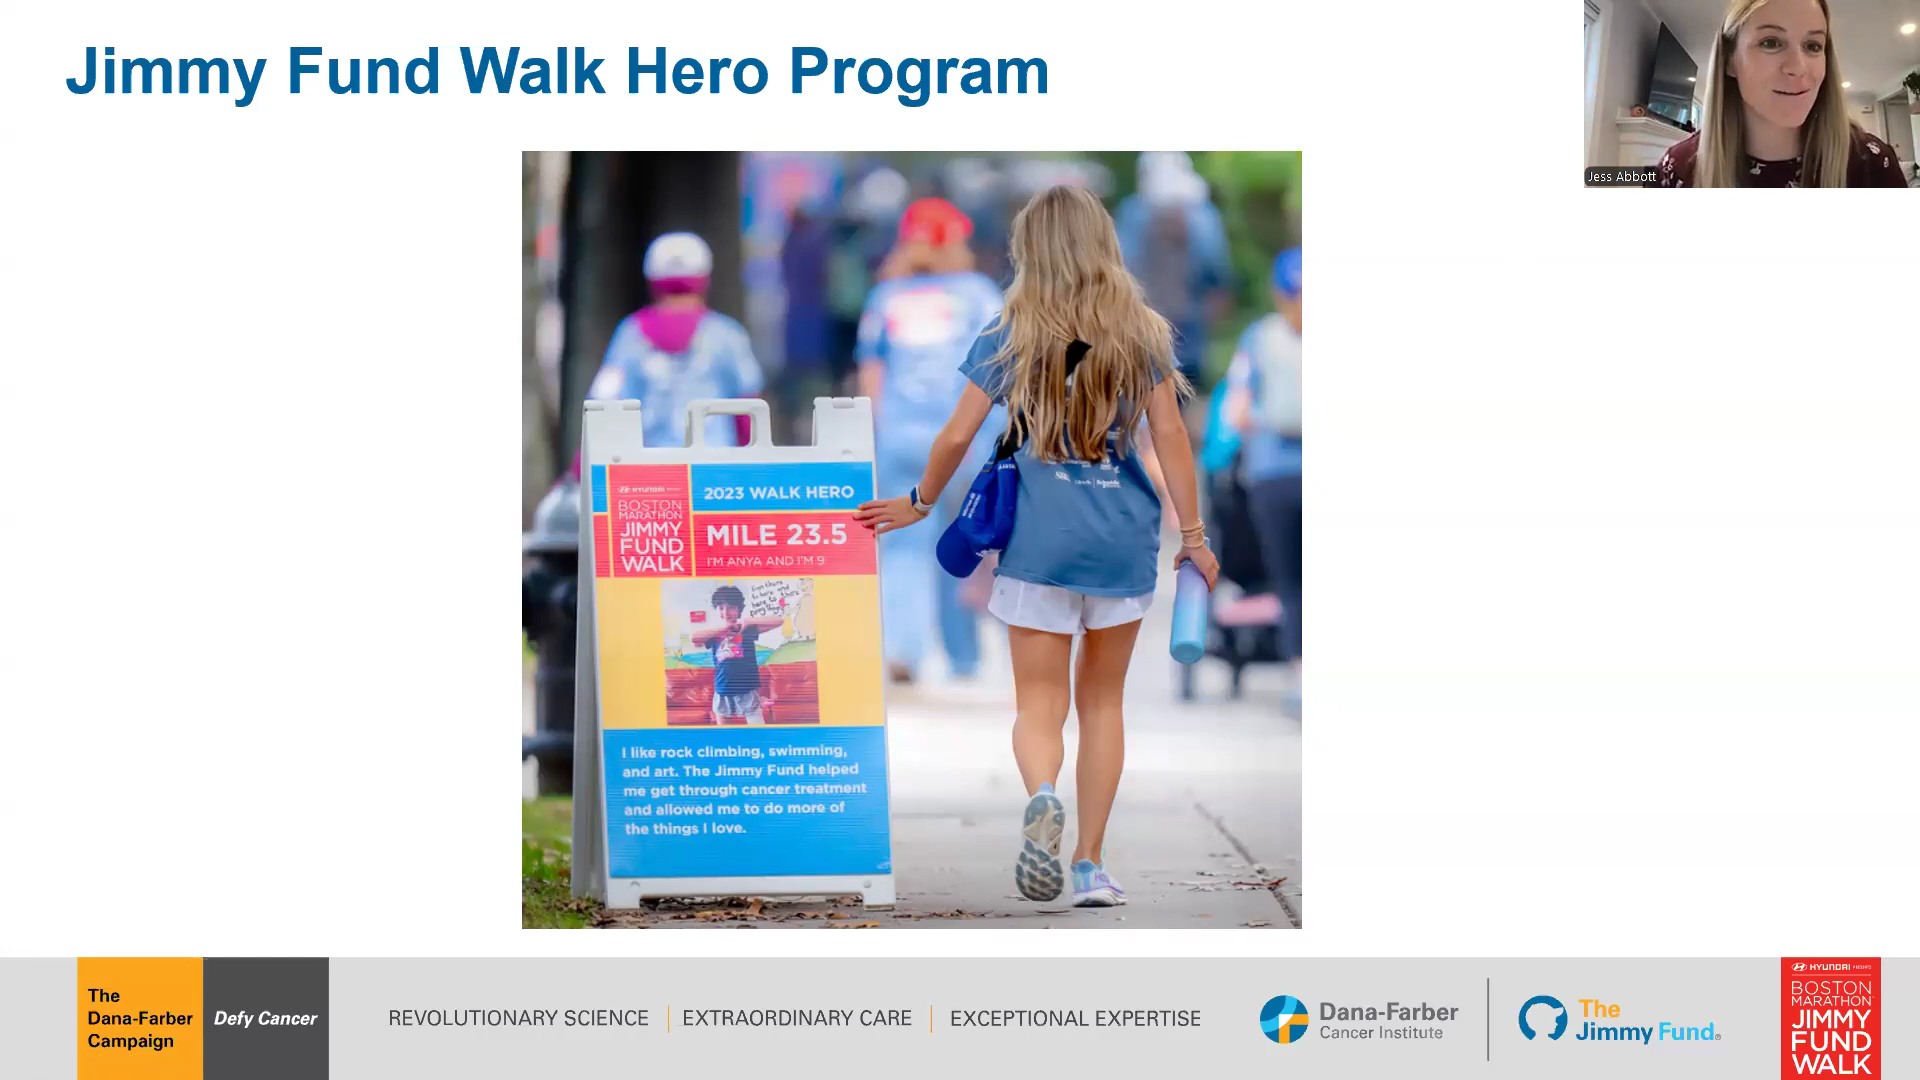 Jimmy Fund Walk Hero Program
Jess Abbott
HYUNDAI
BOSTON
MARATHON
JIMMY
FUND
WALK
2023 WALK HERO
MILE 23.5
I'M ANYA AND I'M 9
I like rock climbing, swimming,
and art. The Jimmy Fund helped
me get through cancer treatment
and allowed me to do more of
the things I love.
The
Dana-Farber
Campaign
Defy Cancer
REVOLUTIONARY SCIENCE
EXTRAORDINARY CARE
EXCEPTIONAL EXPERTISE
Dana-Farber
Cancer Institute
The
Jimmy Fund®
HYUNDAI PRESENTS
BOSTON
MARATHON
JIMMY
FUND
WALK